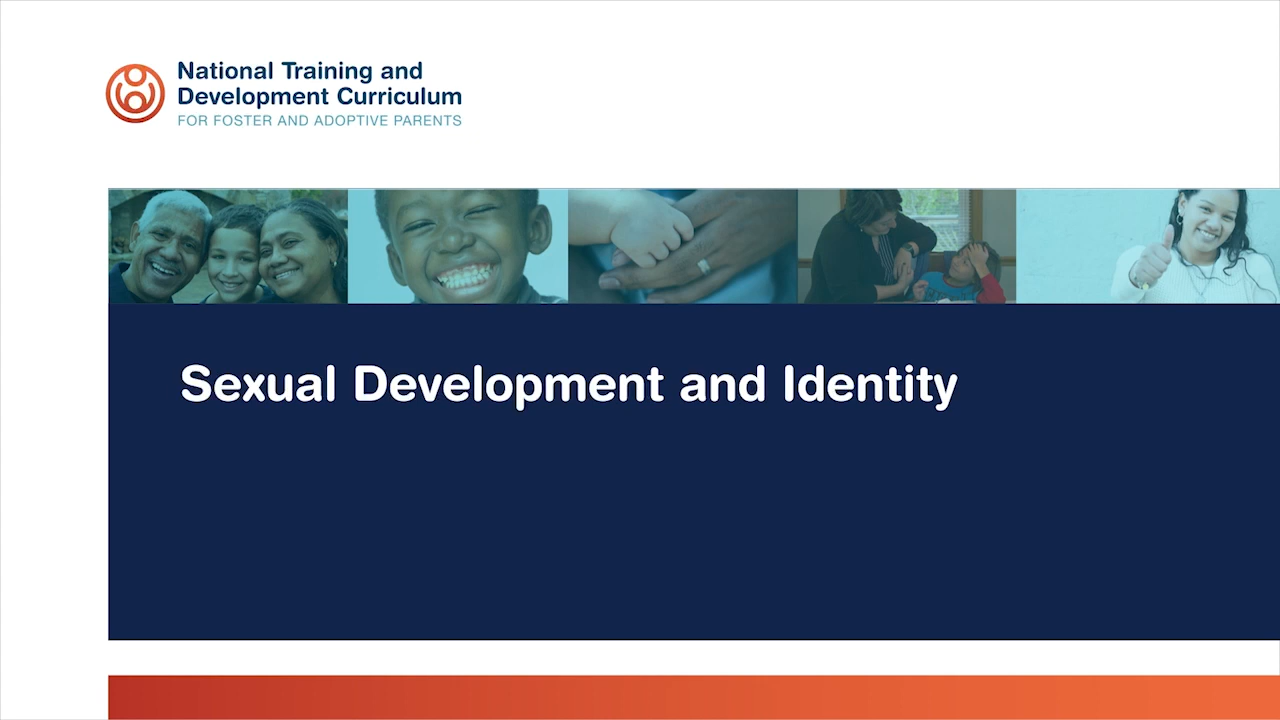 National Training and
Development Curriculum
FOR FOSTER AND ADOPTIVE PARENTS
Sexual Development and Identity